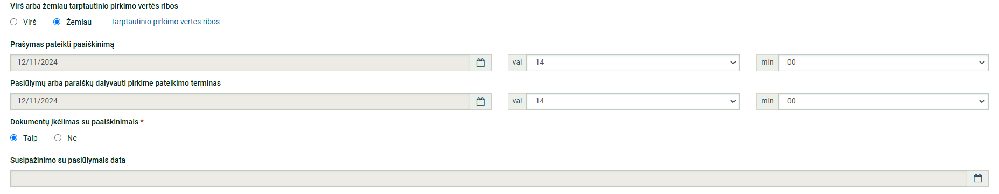 Virš arba žemiau tarptautinio pirkimo vertės ribos
Virš Žemiau Tarptautinio pirkimo vertės ribos
Prašymas pateikti paaiškinimą
12/11/2024 val 14 min 00
Pasiūlymų arba paraiškų dalyvauti pirkime pateikimo terminas
12/11/2024 val 14 min 00
Dokumentų įkėlimas su paaiškinimais *
Taip Ne
Susipažinimo su pasiūlymais data